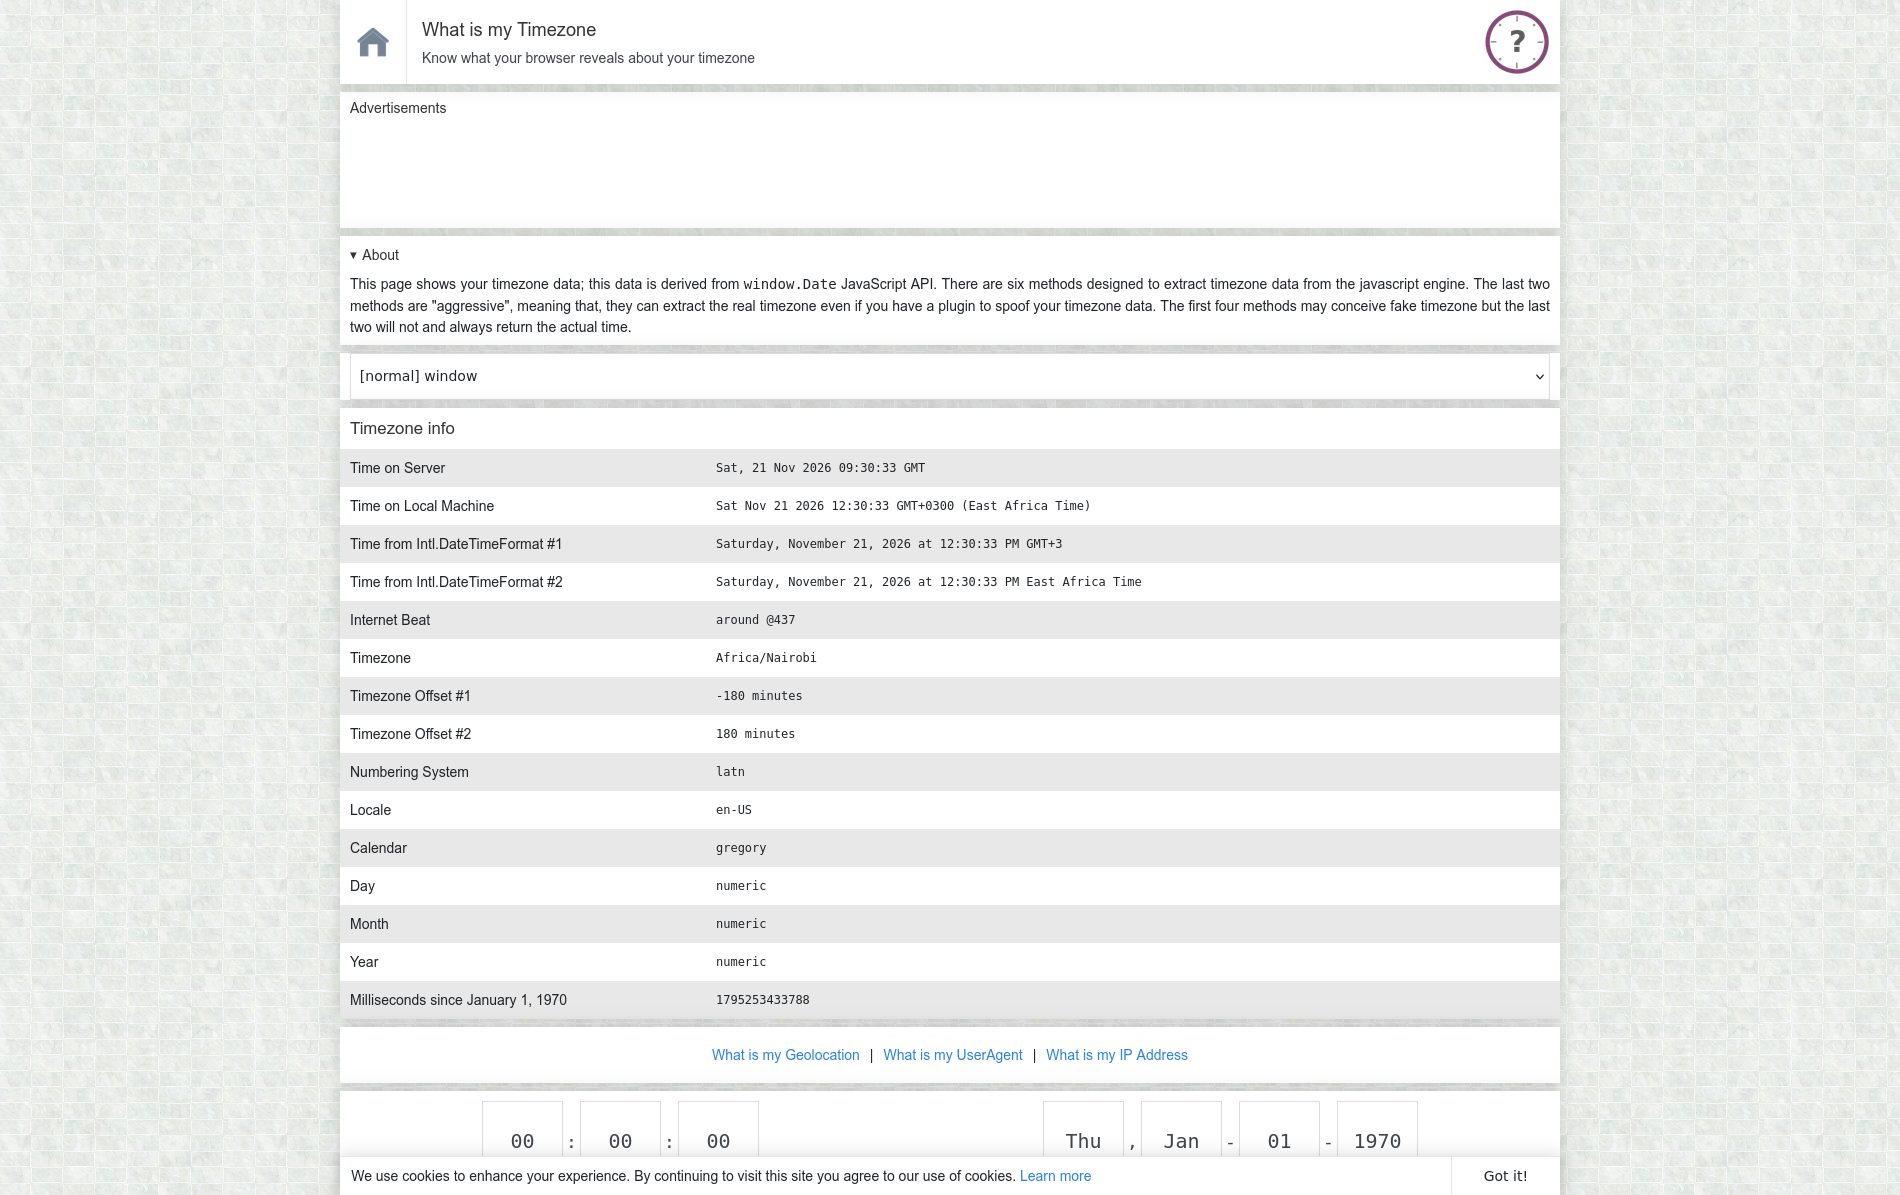 What is my Timezone
Know what your browser reveals about your timezone
?
Advertisements
▾ About
This page shows your timezone data; this data is derived from window.Date JavaScript API. There are six methods designed to extract timezone data from the javascript engine. The last two
methods are "aggressive", meaning that, they can extract the real timezone even if you have a plugin to spoof your timezone data. The first four methods may conceive fake timezone but the last
two will not and always return the actual time.
[normal] window
Timezone info
Time on Server Sat, 21 Nov 2026 09:30:33 GMT
Time on Local Machine Sat Nov 21 2026 12:30:33 GMT+0300 (East Africa Time)
Time from Intl.DateTimeFormat #1 Saturday, November 21, 2026 at 12:30:33 PM GMT+3
Time from Intl.DateTimeFormat #2 Saturday, November 21, 2026 at 12:30:33 PM East Africa Time
Internet Beat around @437
Timezone Africa/Nairobi
Timezone Offset #1 -180 minutes
Timezone Offset #2 180 minutes
Numbering System latn
Locale en-US
Calendar gregory
Day numeric
Month numeric
Year numeric
Milliseconds since January 1, 1970 1795253433788
What is my Geolocation | What is my UserAgent | What is my IP Address
00 : 00 : 00 Thu , Jan - 01 - 1970
We use cookies to enhance your experience. By continuing to visit this site you agree to our use of cookies. Learn more Got it!